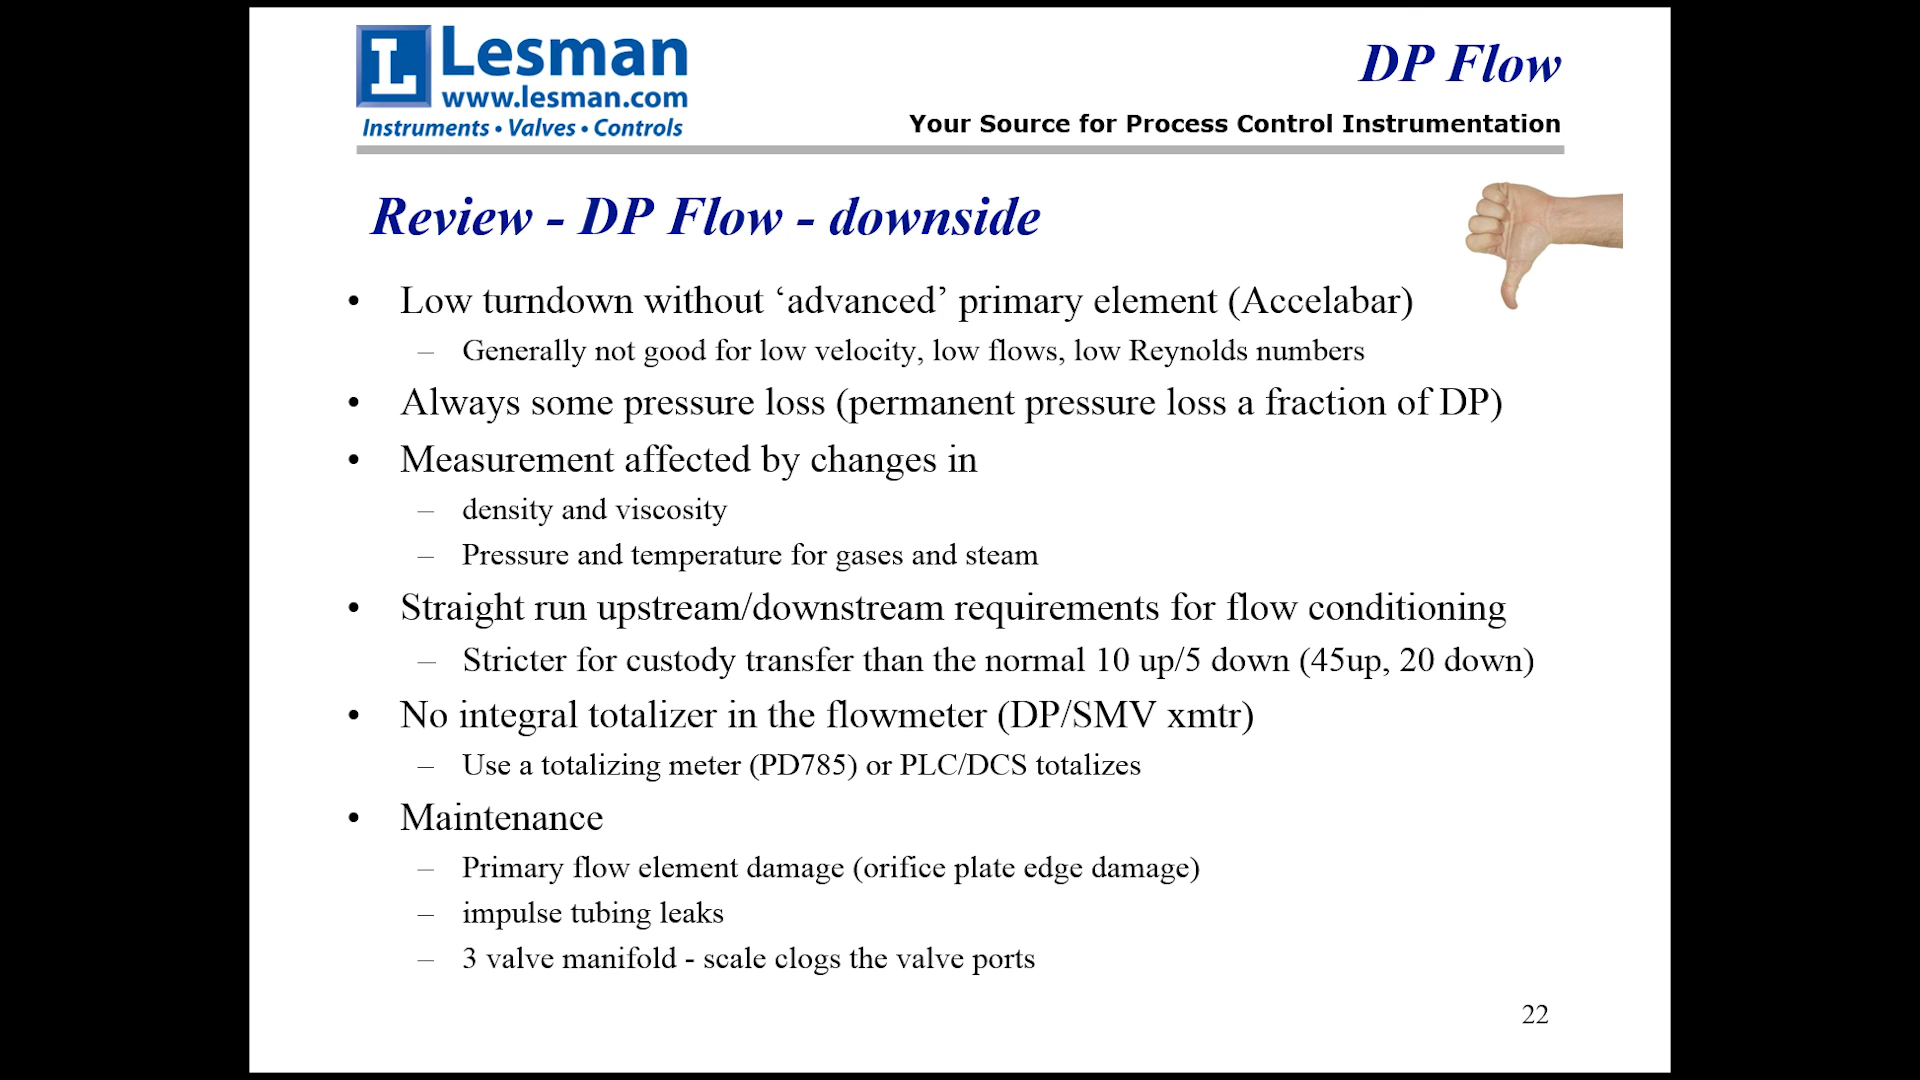 L Lesman
www.lesman.com
Instruments • Valves • Controls
DP Flow
Your Source for Process Control Instrumentation
Review - DP Flow - downside
• Low turndown without ‘advanced’ primary element (Accelabar)
– Generally not good for low velocity, low flows, low Reynolds numbers
• Always some pressure loss (permanent pressure loss a fraction of DP)
• Measurement affected by changes in
– density and viscosity
– Pressure and temperature for gases and steam
• Straight run upstream/downstream requirements for flow conditioning
– Stricter for custody transfer than the normal 10 up/5 down (45up, 20 down)
• No integral totalizer in the flowmeter (DP/SMV xmtr)
– Use a totalizing meter (PD785) or PLC/DCS totalizes
• Maintenance
– Primary flow element damage (orifice plate edge damage)
– impulse tubing leaks
– 3 valve manifold - scale clogs the valve ports
22